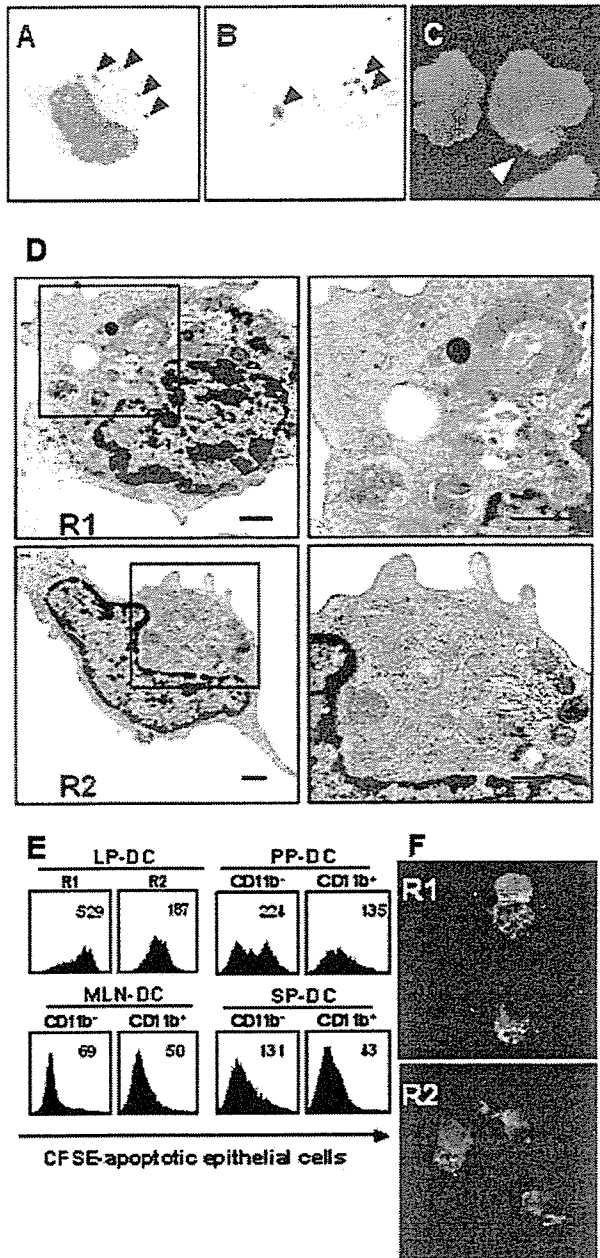 A B C
D
R1
R2
E F
LP-DC PP-DC
R1 R2 CD11b- CD11b+
529 187 224 135
MLN-DC SP-DC
CD11b- CD11b+ CD11b- CD11b+
69 50 131 43
CFSE-apoptotic epithelial cells
R1
R2